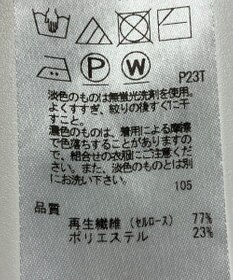 P W
P23T
淡色のものは無蛍光洗剤を使用。
よくすすぎ、絞りの後すぐに干
すこと。
濃色のものは、着用による摩擦
で色落ちすることがありますの
で、組合せの衣服にご注意くださ
い。また、淡色のものとは別
にお洗い下さい。
105
品質
再生繊維(セルロース) 77%
ポリエステル 23%